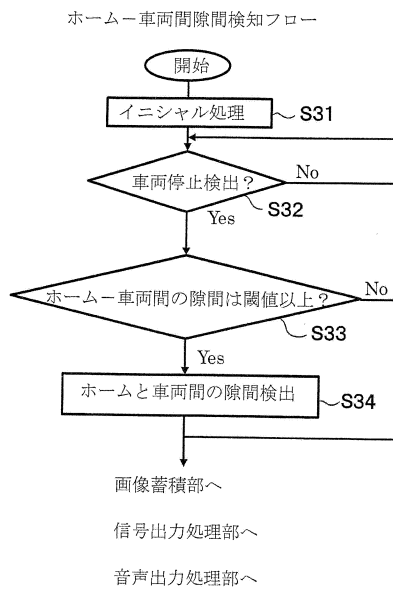 ホーム－車両間隙間検知フロー
開始
イニシャル処理
S31
車両停止検出？
No
S32
Yes
ホーム－車両間の隙間は閾値以上？
No
S33
Yes
ホームと車両間の隙間検出
S34
画像蓄積部へ
信号出力処理部へ
音声出力処理部へ